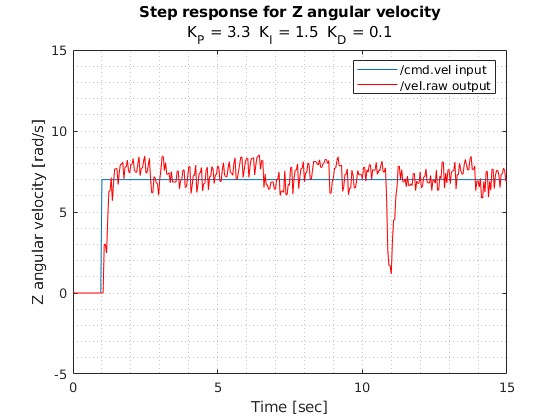 Step response for Z angular velocity
K_P = 3.3 K_I = 1.5 K_D = 0.1
/cmd.vel input
/vel.raw output
15
10
5
0
-5
Z angular velocity [rad/s]
0 5 10 15
Time [sec]